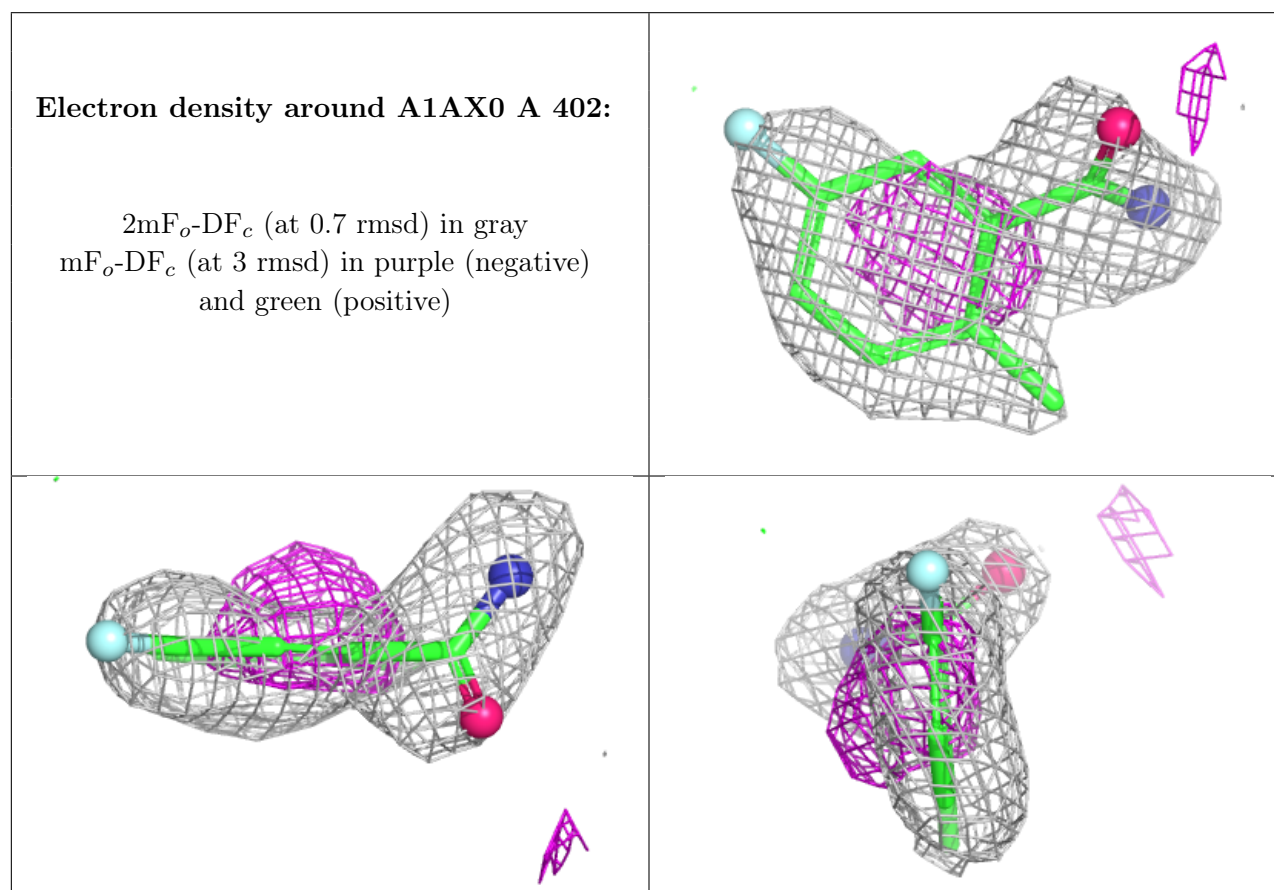 Electron density around A1AX0 A 402:
2mFo-DFc (at 0.7 rmsd) in gray
mFo-DFc (at 3 rmsd) in purple (negative)
and green (positive)